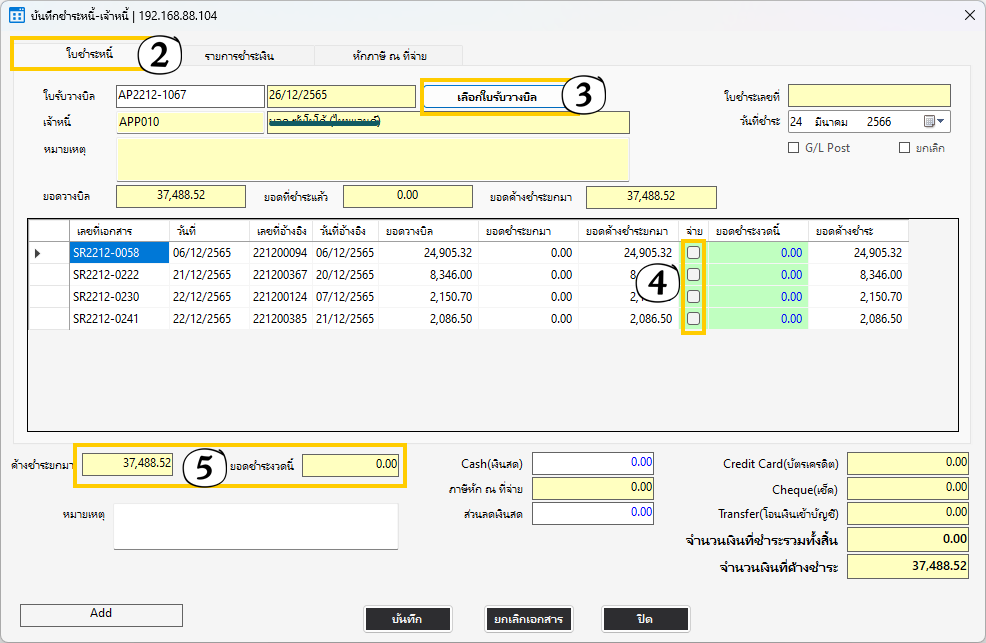 บันทึกชำระหนี้-เจ้าหนี้ | 192.168.88.104
ใบชำระหนี้ 2 รายการชำระเงิน หักภาษี ณ ที่จ่าย
ใบรับวางบิล AP2212-1067 26/12/2565 เลือกใบรับวางบิล 3 ใบชำระเลขที่
เจ้าหนี้ APP010 วันที่ชำระ 24 มีนาคม 2566
หมายเหตุ G/L Post ยกเลิก
ยอดวางบิล 37,488.52 ยอดที่ชำระแล้ว 0.00 ยอดค้างชำระยกมา 37,488.52
เลขที่เอกสาร วันที่ เลขที่อ้างอิง วันที่อ้างอิง ยอดวางบิล ยอดชำระยกมา ยอดค้างชำระยกมา จ่าย ยอดชำระงวดนี้ ยอดค้างชำระ
SR2212-0058 06/12/2565 221200094 06/12/2565 24,905.32 0.00 24,905.32 0.00 24,905.32
SR2212-0222 21/12/2565 221200367 20/12/2565 8,346.00 0.00 4 0.00 8,346.00
SR2212-0230 22/12/2565 221200124 07/12/2565 2,150.70 0.00 0.00 2,150.70
SR2212-0241 22/12/2565 221200385 21/12/2565 2,086.50 0.00 2,086.50 0.00 2,086.50
ค้างชำระยกมา 37,488.52 5 ยอดชำระงวดนี้ 0.00 Cash(เงินสด) 0.00 Credit Card(บัตรเครดิต) 0.00
ภาษีหัก ณ ที่จ่าย 0.00 Cheque(เช็ค) 0.00
หมายเหตุ ส่วนลดเงินสด 0.00 Transfer(โอนเงินเข้าบัญชี) 0.00
จำนวนเงินที่ชำระรวมทั้งสิ้น 0.00
จำนวนเงินที่ค้างชำระ 37,488.52
Add บันทึก ยกเลิกเอกสาร ปิด